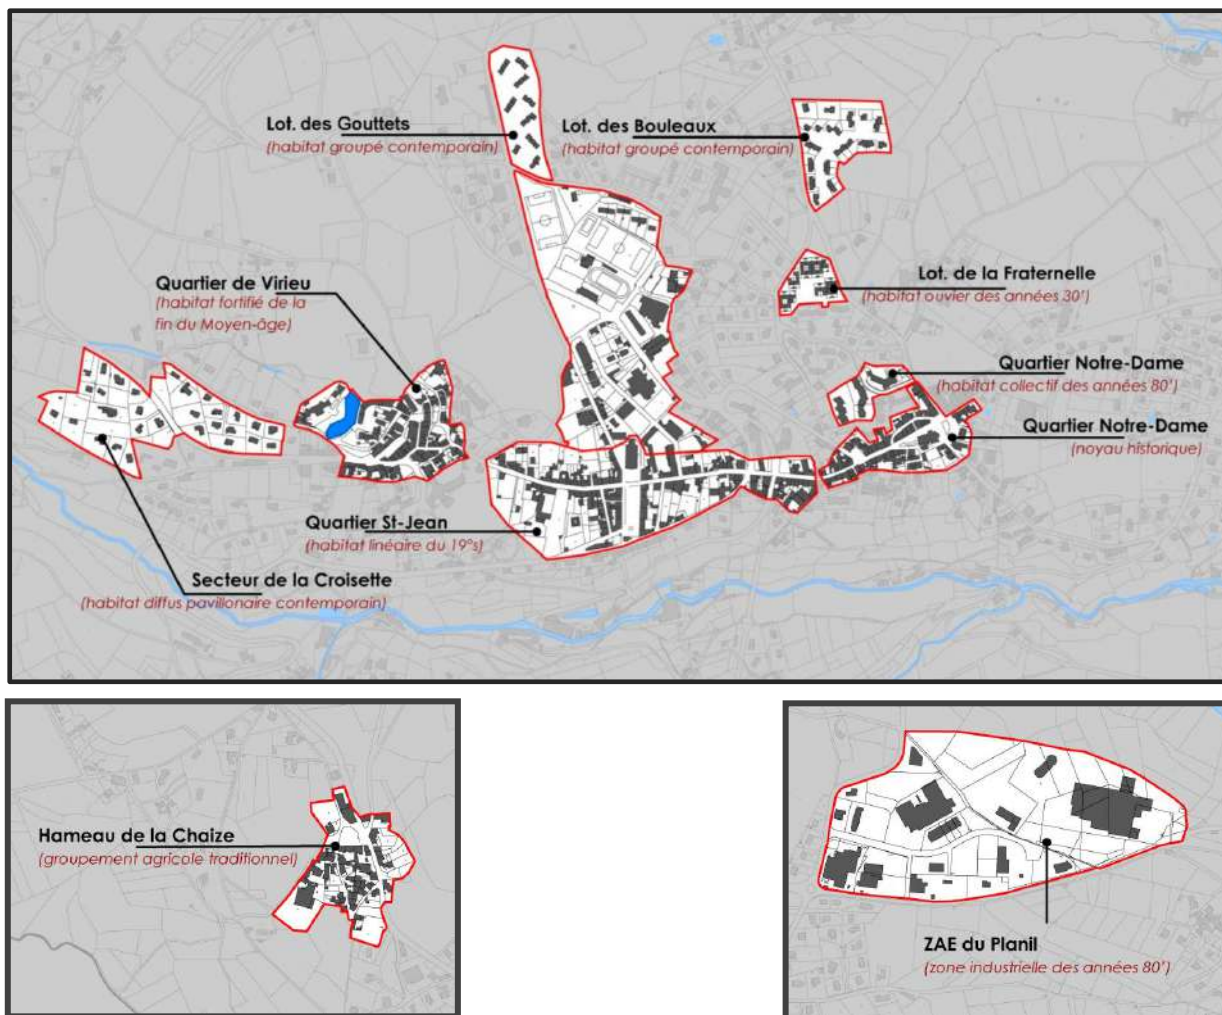 Lot. des Gouttets
(habitat groupé contemporain)
Lot. des Bouleaux
(habitat groupé contemporain)
Quartier de Virieu
(habitat fortifié de la
fin du Moyen-âge)
Lot. de la Fraternelle
(habitat ouvier des années 30')
Quartier Notre-Dame
(habitat collectif des années 80')
Quartier Notre-Dame
(noyau historique)
Quartier St-Jean
(habitat linéaire du 19°s)
Secteur de la Croisette
(habitat diffus pavillonaire contemporain)
Hameau de la Chaize
(groupement agricole traditionnel)
ZAE du Planil
(zone industrielle des années 80')